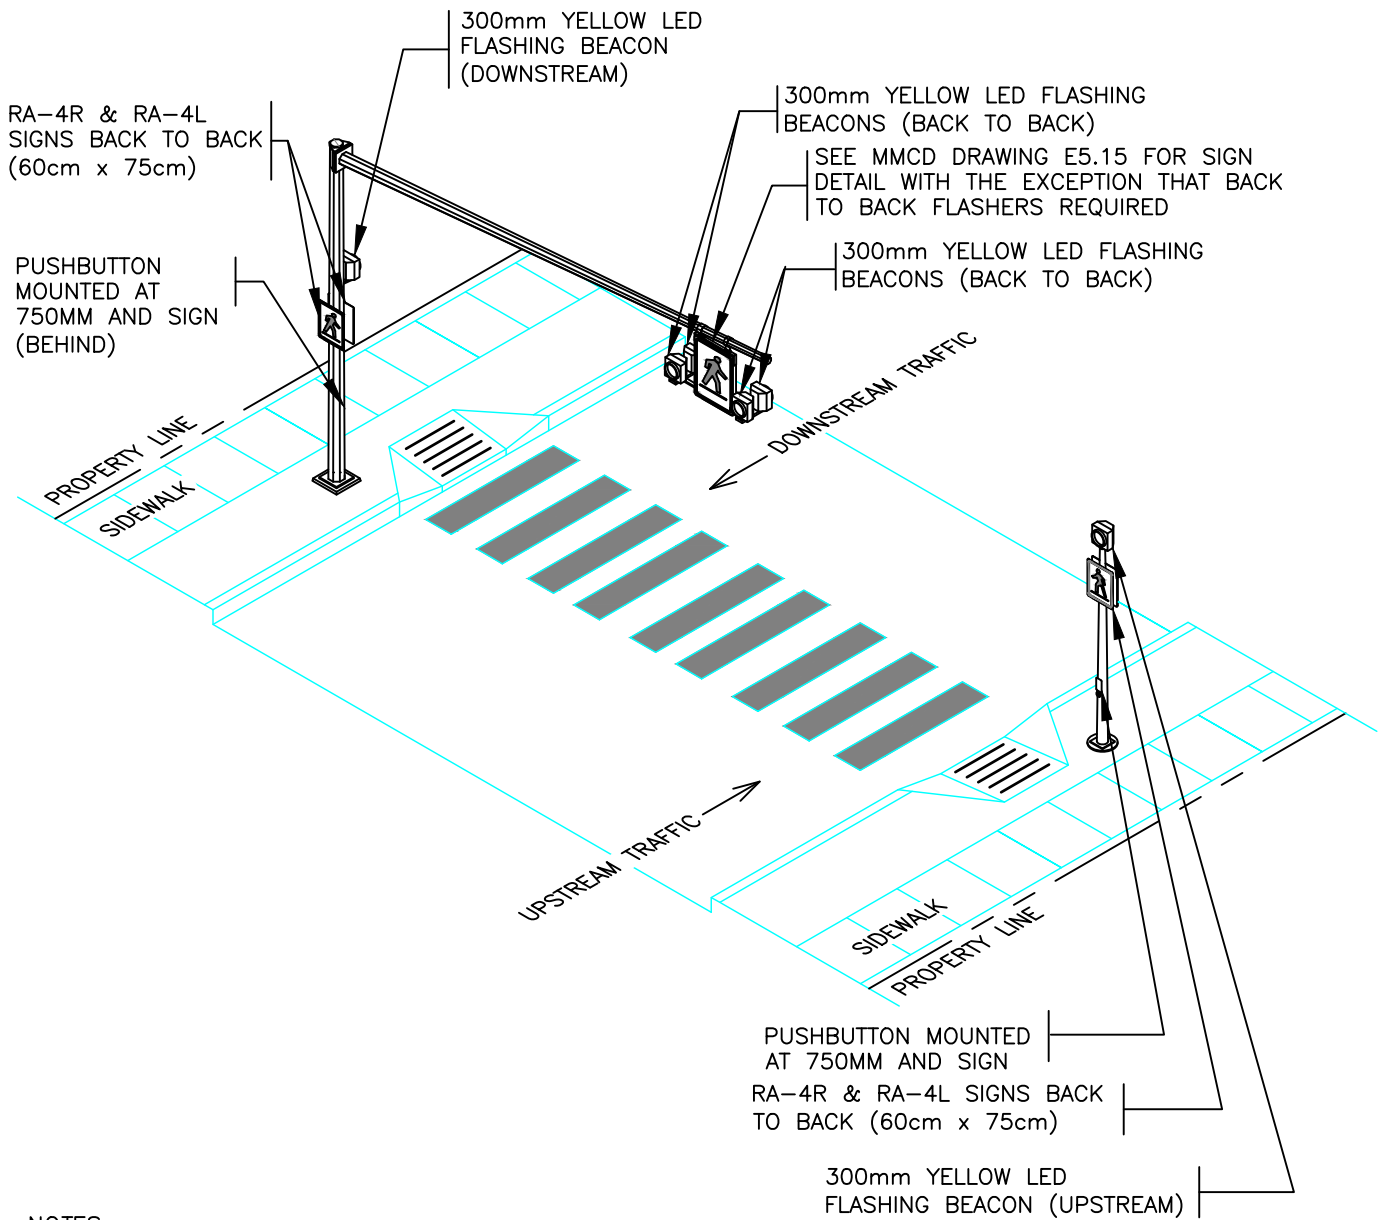 300mm YELLOW LED
FLASHING BEACON
(DOWNSTREAM)
RA-4R & RA-4L
SIGNS BACK TO BACK
(60cm x 75cm)
300mm YELLOW LED FLASHING
BEACONS (BACK TO BACK)
SEE MMCD DRAWING E5.15 FOR SIGN
DETAIL WITH THE EXCEPTION THAT BACK
TO BACK FLASHERS REQUIRED
300mm YELLOW LED FLASHING
BEACONS (BACK TO BACK)
PUSHBUTTON
MOUNTED AT
750MM AND SIGN
(BEHIND)
DOWNSTREAM TRAFFIC
PROPERTY LINE
SIDEWALK
UPSTREAM TRAFFIC
SIDEWALK
PROPERTY LINE
PUSHBUTTON MOUNTED
AT 750MM AND SIGN
RA-4R & RA-4L SIGNS BACK
TO BACK (60cm x 75cm)
300mm YELLOW LED
FLASHING BEACON (UPSTREAM)
NOTES